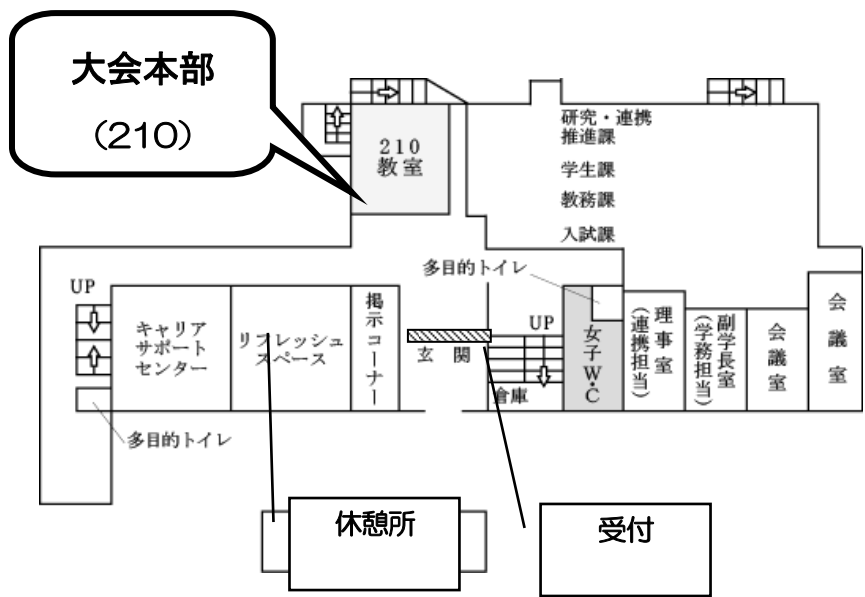 大会本部
(210)
210
教室
研究・連携
推進課
学生課
教務課
入試課
多目的トイレ
UP
キャリア
サポート
センター
リフレッシュ
スペース
掲示コーナー
玄関
UP
倉庫
女子W・C
理事室
(連携担当)
副学長室
(学務担当)
会議室
会議室
多目的トイレ
休憩所
受付